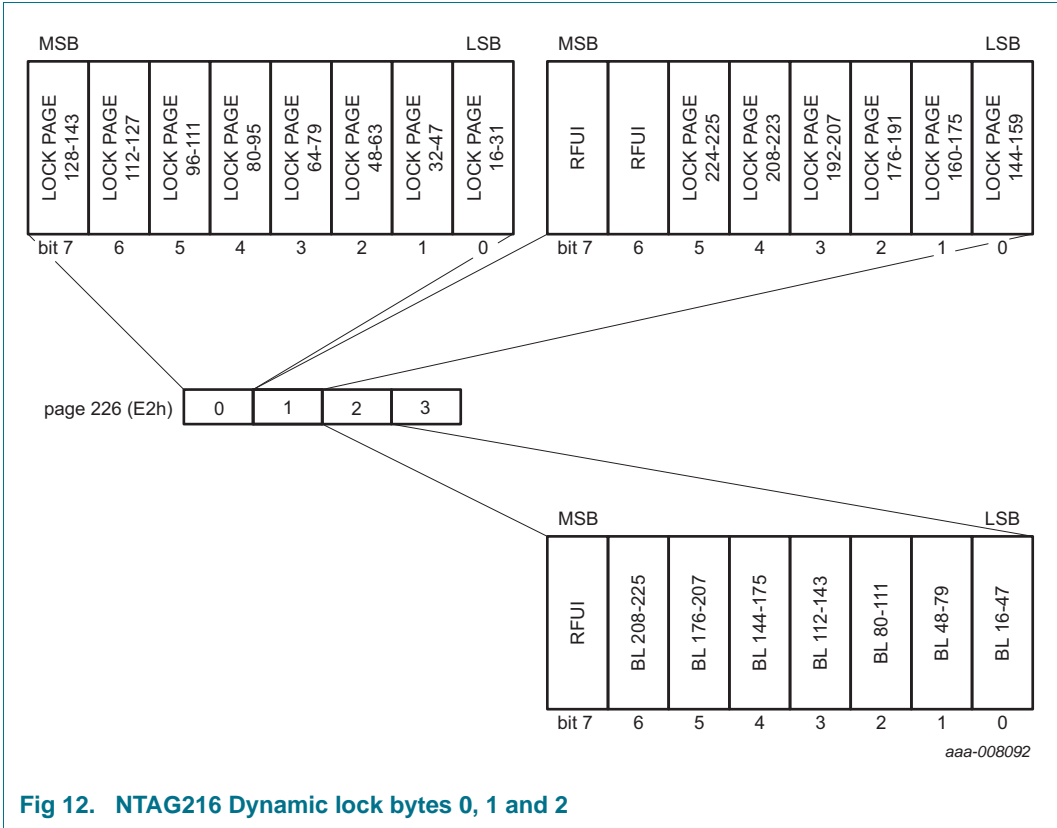 MSB LSB
LOCK PAGE 128-143
LOCK PAGE 112-127
LOCK PAGE 96-111
LOCK PAGE 80-95
LOCK PAGE 64-79
LOCK PAGE 48-63
LOCK PAGE 32-47
LOCK PAGE 16-31
bit 7 6 5 4 3 2 1 0
MSB LSB
RFUI
RFUI
LOCK PAGE 224-225
LOCK PAGE 208-223
LOCK PAGE 192-207
LOCK PAGE 176-191
LOCK PAGE 160-175
LOCK PAGE 144-159
bit 7 6 5 4 3 2 1 0
page 226 (E2h) 0 1 2 3
MSB LSB
RFUI
BL 208-225
BL 176-207
BL 144-175
BL 112-143
BL 80-111
BL 48-79
BL 16-47
bit 7 6 5 4 3 2 1 0
aaa-008092
Fig 12. NTAG216 Dynamic lock bytes 0, 1 and 2